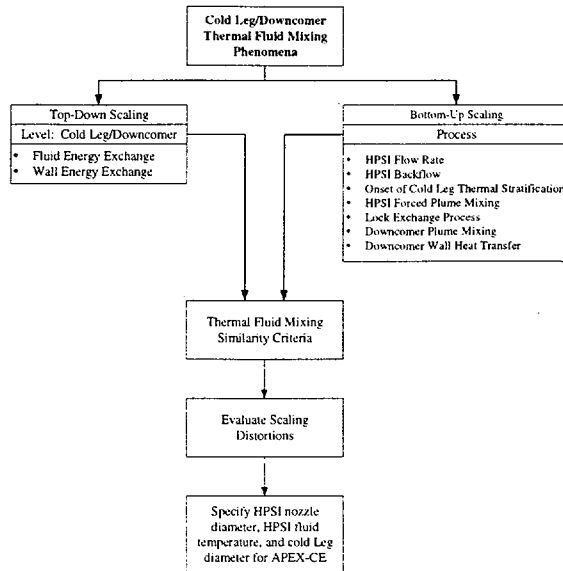 Cold Leg/Downcomer
Thermal Fluid Mixing
Phenomena
Top-Down Scaling
Level: Cold Leg/Downcomer
• Fluid Energy Exchange
• Wall Energy Exchange
Bottom-Up Scaling
Process
• HPSI Flow Rate
• HPSI Backflow
• Onset of Cold Leg Thermal Stratification
• HPSI Forced Plume Mixing
• Lock Exchange Process
• Downcomer Plume Mixing
• Downcomer Wall Heat Transfer
Thermal Fluid Mixing
Similarity Criteria
Evaluate Scaling
Distortions
Specify HPSI nozzle
diameter, HPSI fluid
temperature, and cold Leg
diameter for APEX-CE